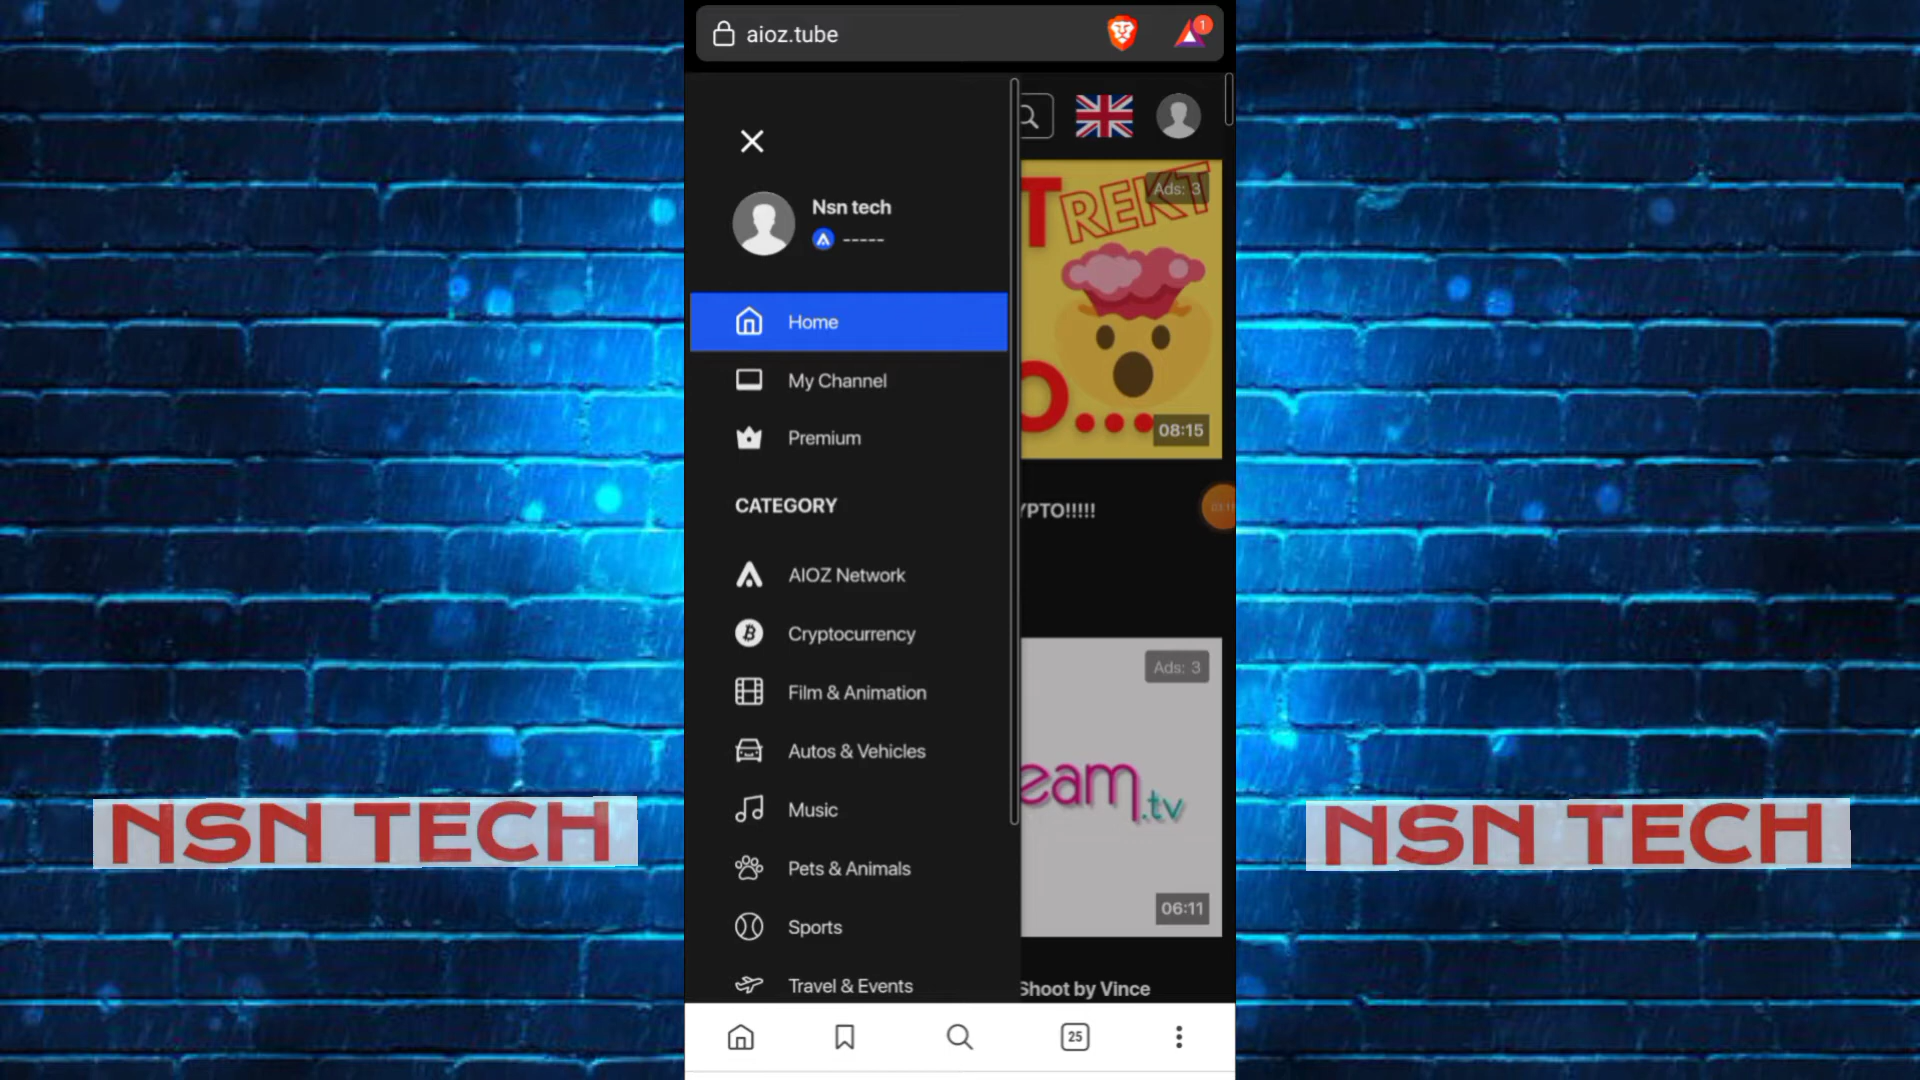 aioz.tube
1
Nsn tech
-----
Home
My Channel
Premium
CATEGORY
AIOZ Network
Cryptocurrency
Film & Animation
Autos & Vehicles
Music
Pets & Animals
Sports
Travel & Events
T REKT
Ads: 3
O...
08:15
YPTO!!!!!
Ads: 3
eam.tv
06:11
Shoot by Vince
25
NSN TECH
NSN TECH